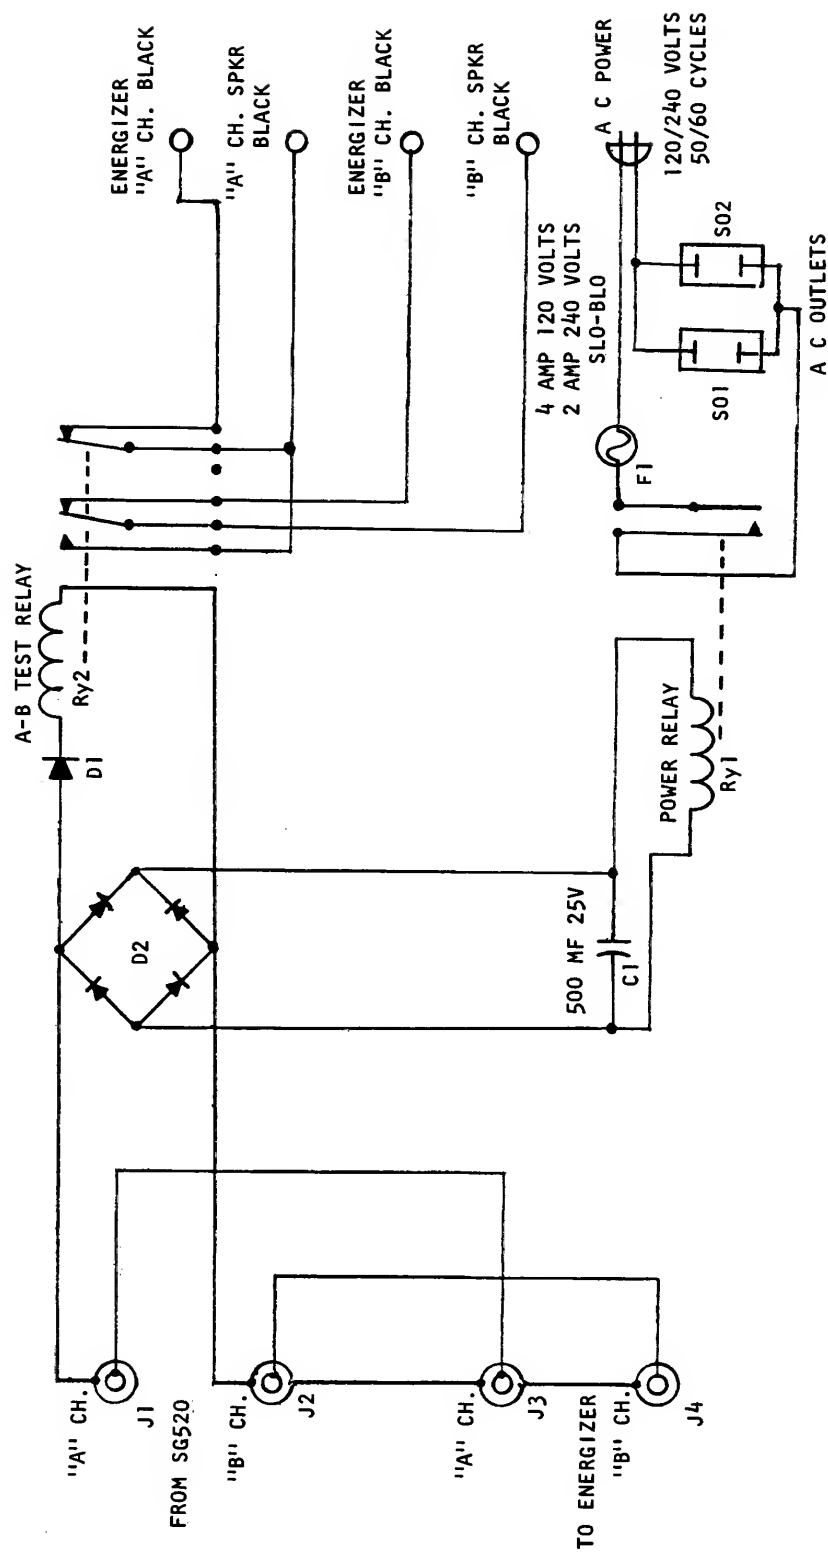 ENERGIZER
"A" CH. BLACK
"A" CH. SPKR
BLACK
ENERGIZER
"B" CH. BLACK
"B" CH. SPKR
BLACK
A C POWER
120/240 VOLTS
50/60 CYCLES
4 AMP 120 VOLTS
2 AMP 240 VOLTS
SLO-BLO
F1
SO1
SO2
A C OUTLETS
A-B TEST RELAY
Ry2
D1
D2
POWER RELAY
Ry1
500 MF 25V
C1
"A" CH.
J1
FROM SG520
"B" CH.
J2
"A" CH.
J3
TO ENERGIZER
"B" CH.
J4